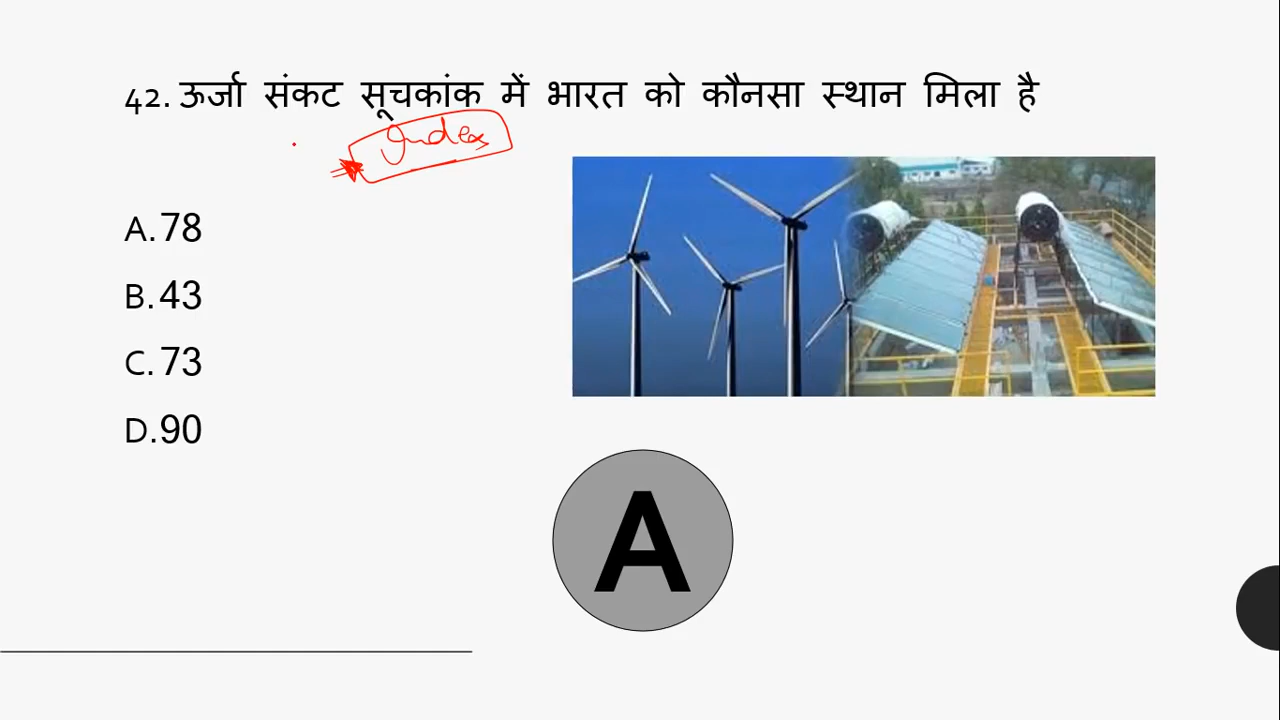 42. ऊर्जा संकट सूचकांक में भारत को कौनसा स्थान मिला है
Index
A. 78
B. 43
C. 73
D. 90
A